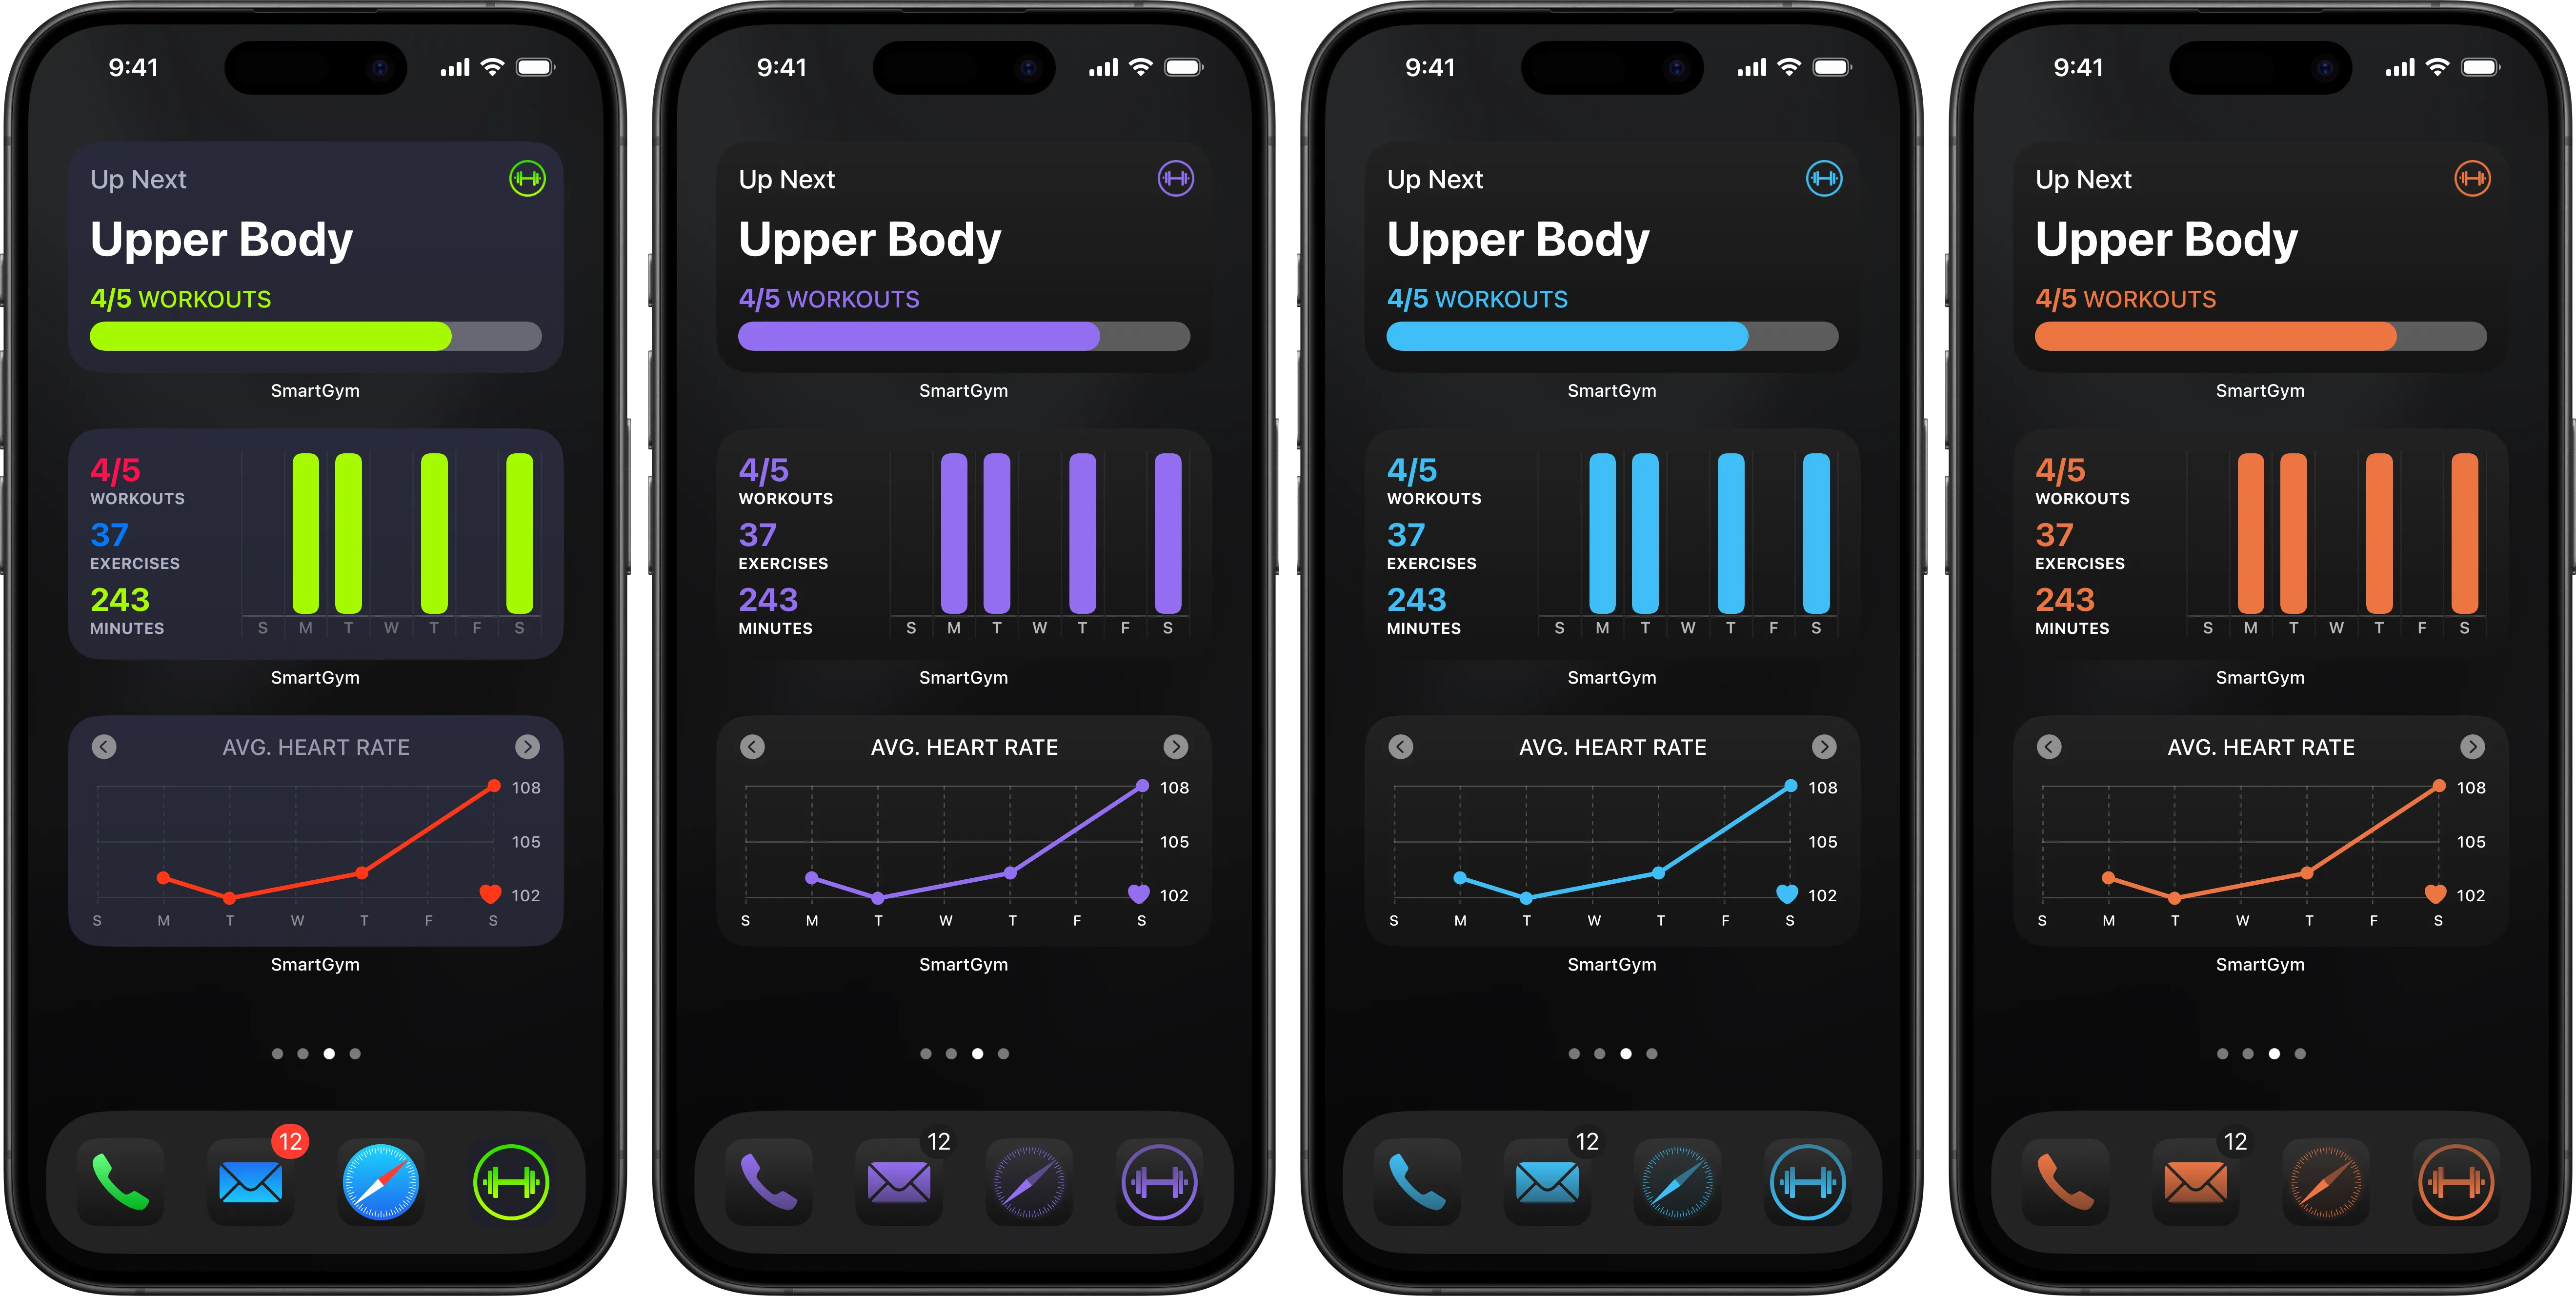 9:41
Up Next
Upper Body
4/5 WORKOUTS
SmartGym
4/5
WORKOUTS
37
EXERCISES
243
MINUTES
S M T W T F S
SmartGym
AVG. HEART RATE
108
105
102
S M T W T F S
SmartGym
12
9:41
Up Next
Upper Body
4/5 WORKOUTS
SmartGym
4/5
WORKOUTS
37
EXERCISES
243
MINUTES
S M T W T F S
SmartGym
AVG. HEART RATE
108
105
102
S M T W T F S
SmartGym
12
9:41
Up Next
Upper Body
4/5 WORKOUTS
SmartGym
4/5
WORKOUTS
37
EXERCISES
243
MINUTES
S M T W T F S
SmartGym
AVG. HEART RATE
108
105
102
S M T W T F S
SmartGym
12
9:41
Up Next
Upper Body
4/5 WORKOUTS
SmartGym
4/5
WORKOUTS
37
EXERCISES
243
MINUTES
S M T W T F S
SmartGym
AVG. HEART RATE
108
105
102
S M T W T F S
SmartGym
12